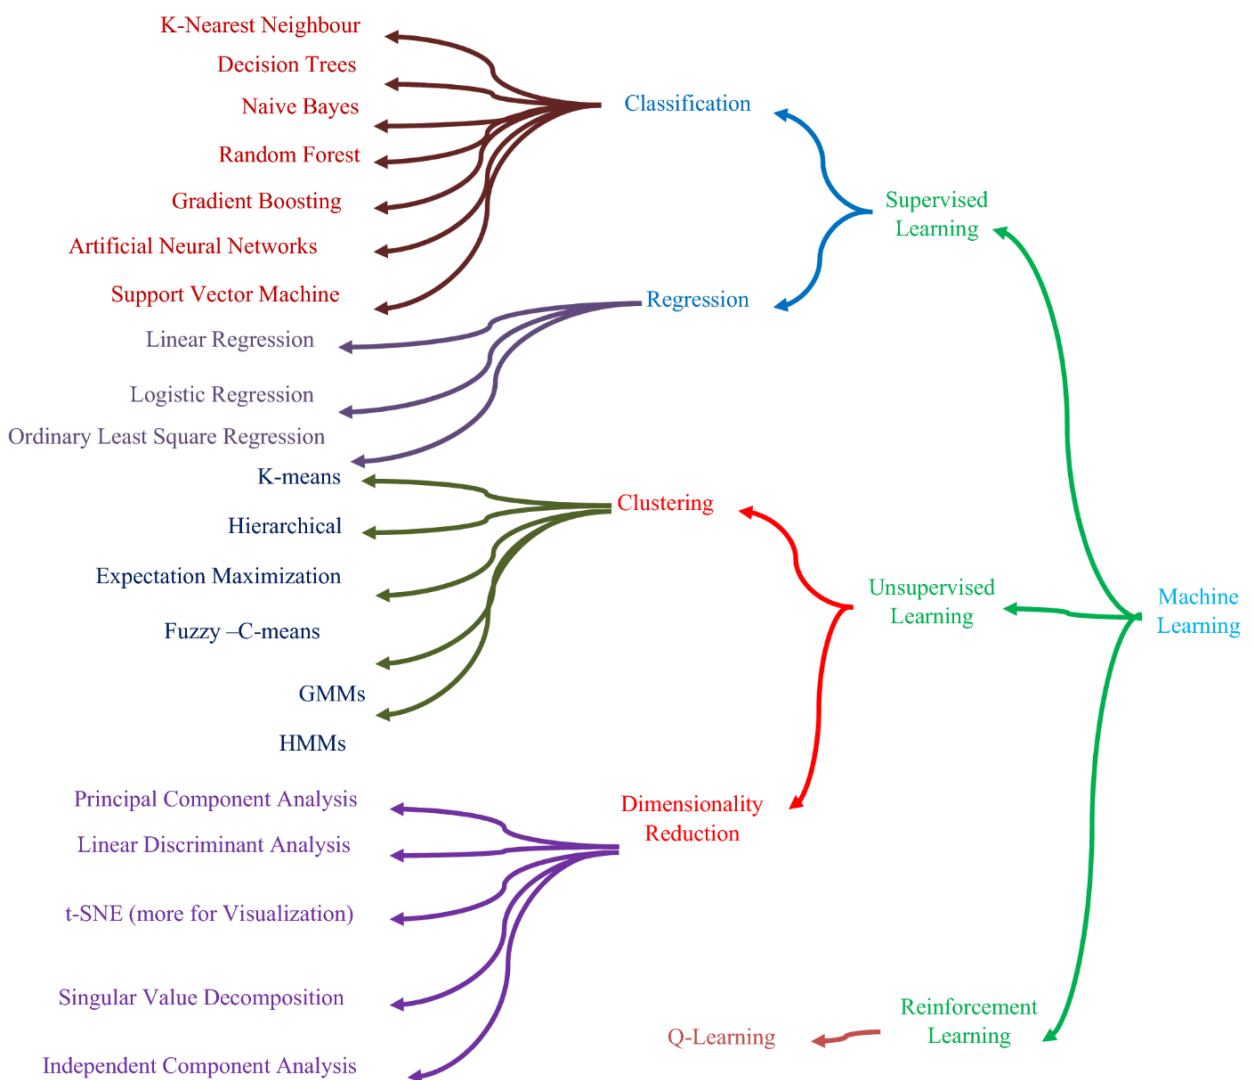 K-Nearest Neighbour
Decision Trees
Naive Bayes
Random Forest
Gradient Boosting
Artificial Neural Networks
Support Vector Machine
Classification
Linear Regression
Logistic Regression
Ordinary Least Square Regression
Regression
Supervised
Learning
K-means
Hierarchical
Expectation Maximization
Fuzzy –C-means
GMMs
HMMs
Clustering
Principal Component Analysis
Linear Discriminant Analysis
t-SNE (more for Visualization)
Singular Value Decomposition
Independent Component Analysis
Dimensionality
Reduction
Unsupervised
Learning
Q-Learning
Reinforcement
Learning
Machine
Learning